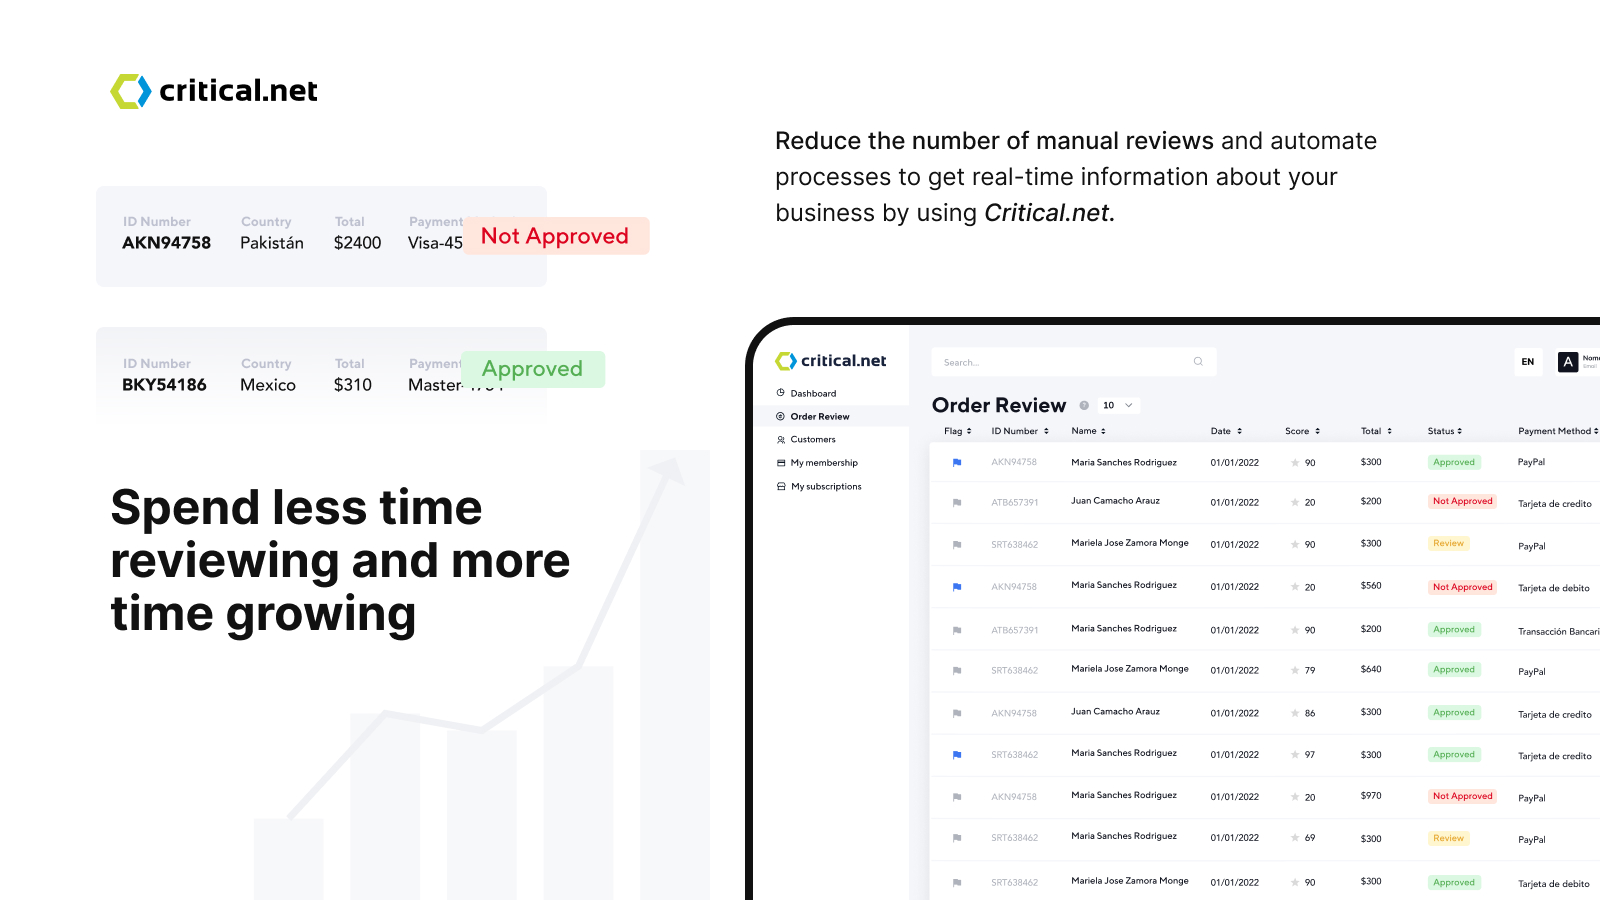 critical.net
Reduce the number of manual reviews and automate
processes to get real-time information about your
business by using Critical.net.
ID Number Country Total Payment
AKN94758 Pakistán $2400 Visa-45
Not Approved
ID Number Country Total Payment
BKY54186 Mexico $310 Master-
Approved
Spend less time
reviewing and more
time growing
critical.net
Dashboard
Order Review
Customers
My membership
My subscriptions
Search...
EN
A
Order Review ? 10
Flag ID Number Name Date Score Total Status Payment Method
AKN94758 Maria Sanches Rodriguez 01/01/2022 90 $300 Approved PayPal
ATB657391 Juan Camacho Arauz 01/01/2022 20 $200 Not Approved Tarjeta de credito
SRT638462 Mariela Jose Zamora Monge 01/01/2022 90 $300 Review PayPal
AKN94758 Maria Sanches Rodriguez 01/01/2022 20 $560 Not Approved Tarjeta de debito
ATB657391 Maria Sanches Rodriguez 01/01/2022 90 $200 Approved Transacción Bancari
SRT638462 Mariela Jose Zamora Monge 01/01/2022 79 $640 Approved PayPal
AKN94758 Juan Camacho Arauz 01/01/2022 86 $300 Approved Tarjeta de credito
SRT638462 Maria Sanches Rodriguez 01/01/2022 97 $300 Approved Tarjeta de credito
AKN94758 Maria Sanches Rodriguez 01/01/2022 20 $970 Not Approved PayPal
SRT638462 Maria Sanches Rodriguez 01/01/2022 69 $300 Review PayPal
SRT638462 Mariela Jose Zamora Monge 01/01/2022 90 $300 Approved Tarjeta de debito